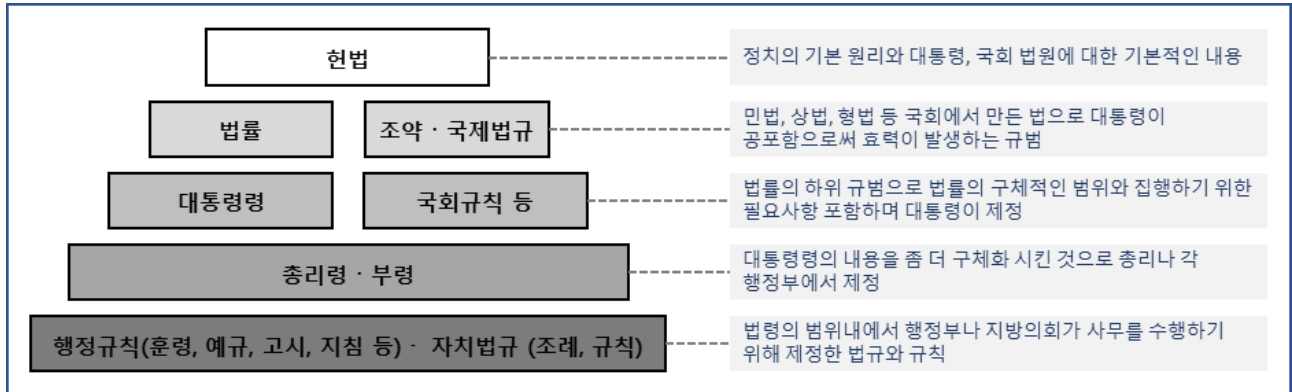 헌법
정치의 기본 원리와 대통령, 국회 법원에 대한 기본적인 내용
법률
조약 · 국제법규
민법, 상법, 형법 등 국회에서 만든 법으로 대통령이
공포함으로써 효력이 발생하는 규범
대통령령
국회규칙 등
법률의 하위 규범으로 법률의 구체적인 범위와 집행하기 위한
필요사항 포함하며 대통령이 제정
총리령 · 부령
대통령령의 내용을 좀 더 구체화 시킨 것으로 총리나 각
행정부에서 제정
행정규칙(훈령, 예규, 고시, 지침 등) · 자치법규 (조례, 규칙)
법령의 범위내에서 행정부나 지방의회가 사무를 수행하기
위해 제정한 법규와 규칙